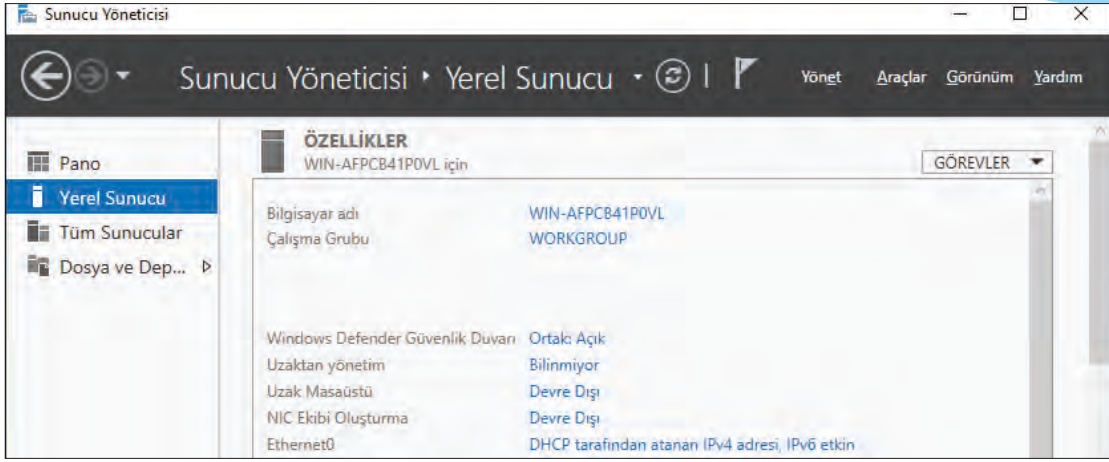 Sunucu Yöneticisi
Sunucu Yöneticisi ‣ Yerel Sunucu
Yönet Araçlar Görünüm Yardım
Pano
Yerel Sunucu
Tüm Sunucular
Dosya ve Dep...
ÖZELLİKLER
WIN-AFPCB41P0VL için
GÖREVLER
Bilgisayar adı WIN-AFPCB41P0VL
Çalışma Grubu WORKGROUP
Windows Defender Güvenlik Duvarı Ortak: Açık
Uzaktan yönetim Bilinmiyor
Uzak Masaüstü Devre Dışı
NIC Ekibi Oluşturma Devre Dışı
Ethernet0 DHCP tarafından atanan IPv4 adresi, IPv6 etkin